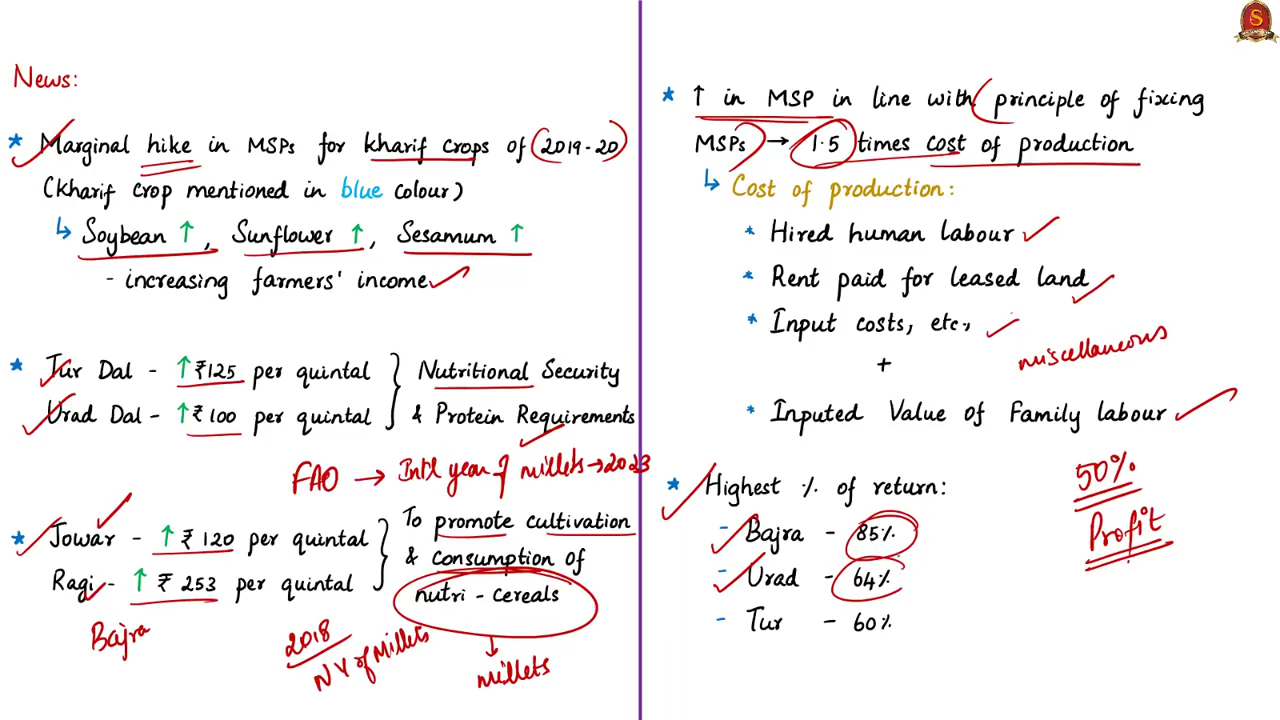 News:
* Marginal hike in MSPs for kharif crops of (2019-20)
(kharif crop mentioned in blue colour)
↳ Soybean ↑, Sunflower ↑, Sesamum ↑
- increasing farmers' income
* Tur Dal - ↑ ₹125 per quintal
Urad Dal - ↑ ₹100 per quintal
} Nutritional Security
& Protein Requirements
FAO → Intl year of millets → 2023
* Jowar - ↑ ₹ 120 per quintal
Ragi - ↑ ₹ 253 per quintal
} To promote cultivation
& consumption of
nutri - cereals
Bajra
2018
NY of Millets
↓
millets
* ↑ in MSP in line with (principle of fixing
MSPs) → 1.5 times cost of production
↳ Cost of production:
* Hired human labour
* Rent paid for leased land
* Input costs, etc.,
miscellaneous
+
* Inputed Value of Family labour
* Highest % of return:
- Bajra - 85%
- Urad - 64%
- Tur - 60%
50%
Profit
S